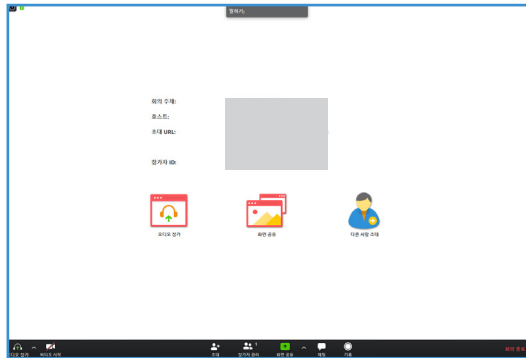 말하기:
회의 주제:
호스트:
초대 URL:
참가자 ID:
오디오 참가
화면 공유
다른 사람 초대
오디오 참가
비디오 시작
초대
참가자 관리
1
화면 공유
채팅
기록
회의 종료